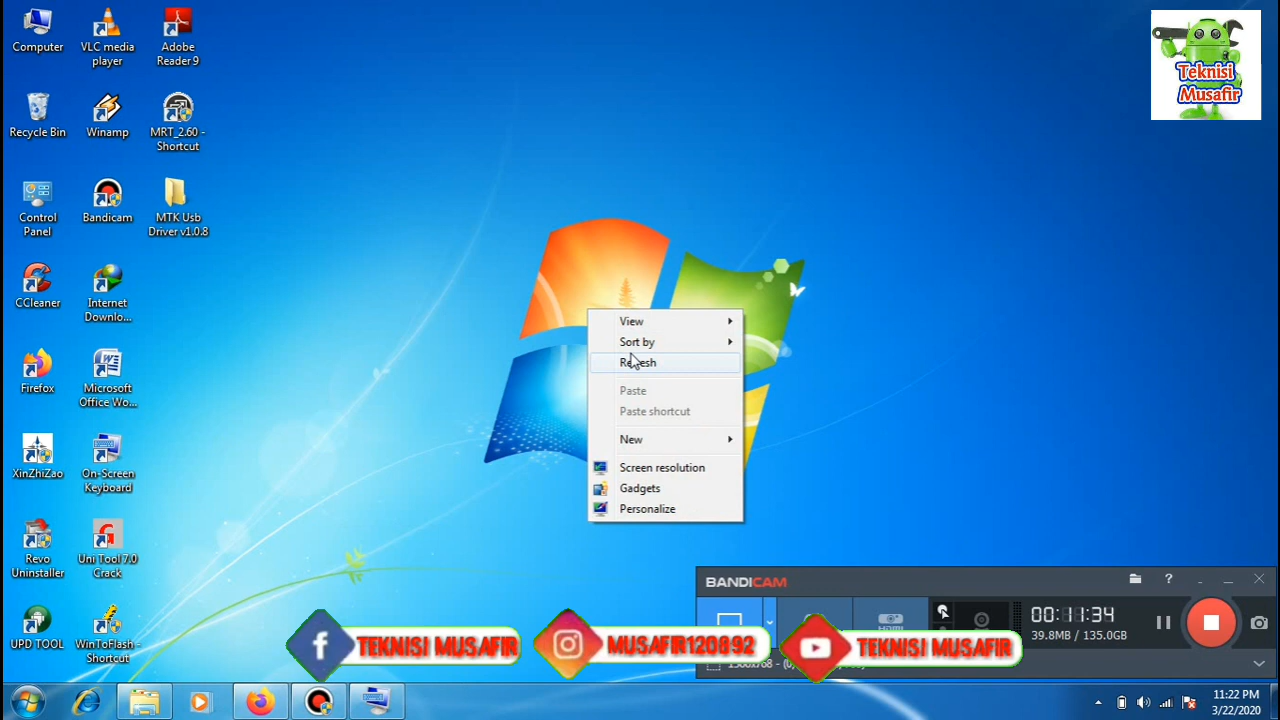 Computer
VLC media
player
Adobe
Reader 9
Teknisi
Musafir
Recycle Bin
Winamp
MRT_2.60 -
Shortcut
Control
Panel
Bandicam
MTK Usb
Driver v1.0.8
CCleaner
Internet
Downlo...
Firefox
Microsoft
Office Wo...
XinZhiZao
On-Screen
Keyboard
Revo
Uninstaller
Uni Tool 7.0
Crack
UPD TOOL
WinToFlash -
Shortcut
View
Sort by
Refresh
Paste
Paste shortcut
New
Screen resolution
Gadgets
Personalize
BANDICAM
00:11:34
39.8MB / 135.0GB
TEKNISI MUSAFIR
MUSAFIR120892
TEKNISI MUSAFIR
11:22 PM
3/22/2020